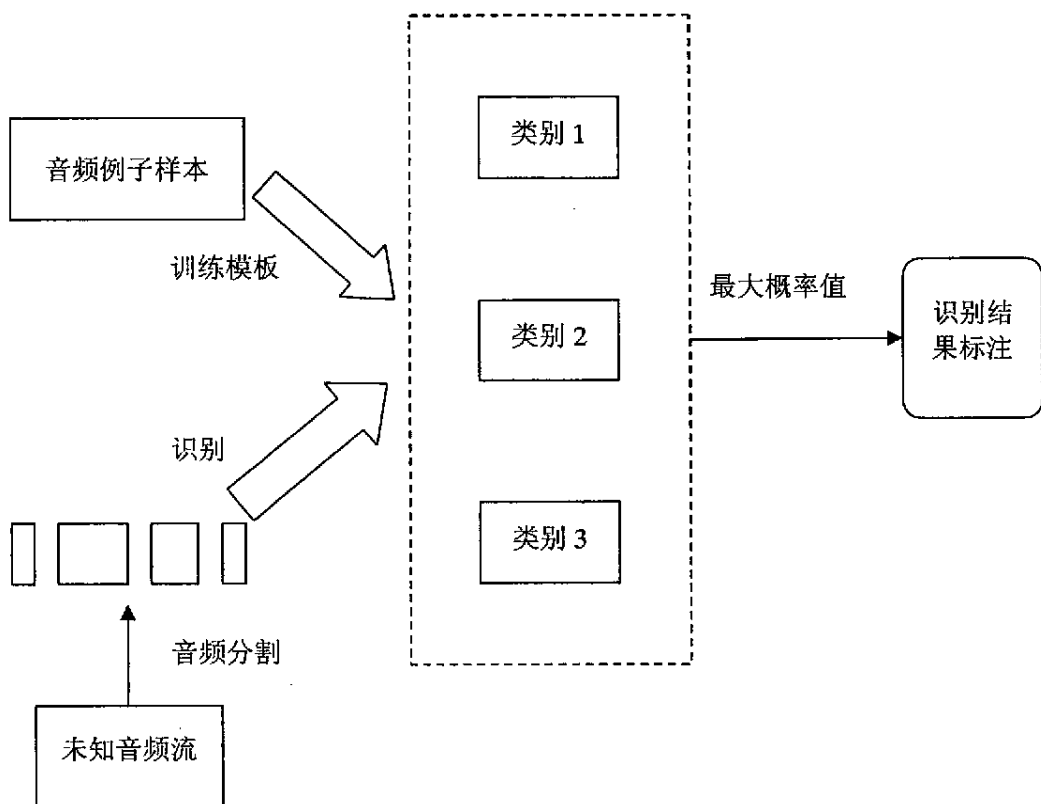 类别 1
音频例子样本
训练模板
最大概率值
类别 2
识别结
果标注
识别
类别 3
音频分割
未知音频流